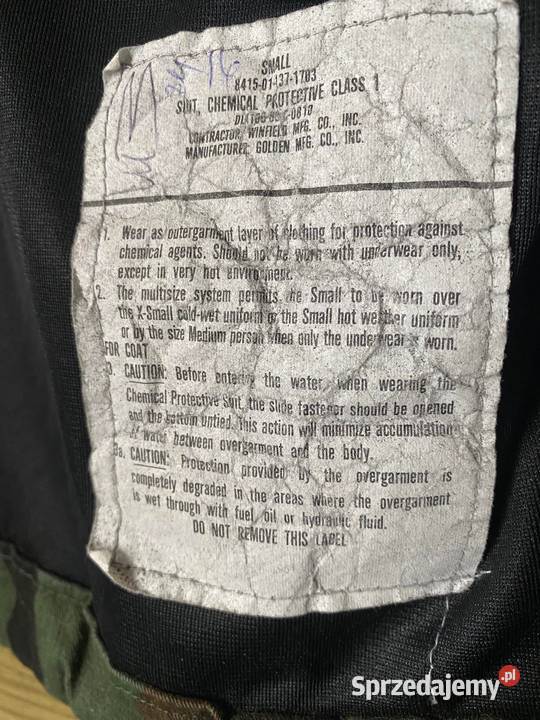 SMALL
8415-01-137-1703
SUIT, CHEMICAL PROTECTIVE CLASS 1
CONTRACTOR, WINFIELD MFG. CO., INC.
MANUFACTURER, GOLDEN MFG. CO., INC.
1. Wear as outergarment layer of clothing for protection against
chemical agents. Should not be worn with underwear only,
except in very hot environment.
2. The multisize system permits the Small to be worn over
the X-Small cold-wet uniform or the Small hot weather uniform
or by the size Medium person when only the underwear is worn.
FOR COAT
3. CAUTION: Before entering the water, when wearing the
Chemical Protective Suit, the slide fastener should be opened
and the bottom untied. This action will minimize accumulation
of water between overgarment and the body.
3a. CAUTION: Protection provided by the overgarment is
completely degraded in the areas where the overgarment
is wet through with fuel, oil or hydraulic fluid.
DO NOT REMOVE THIS LABEL
Sprzedajemy.pl